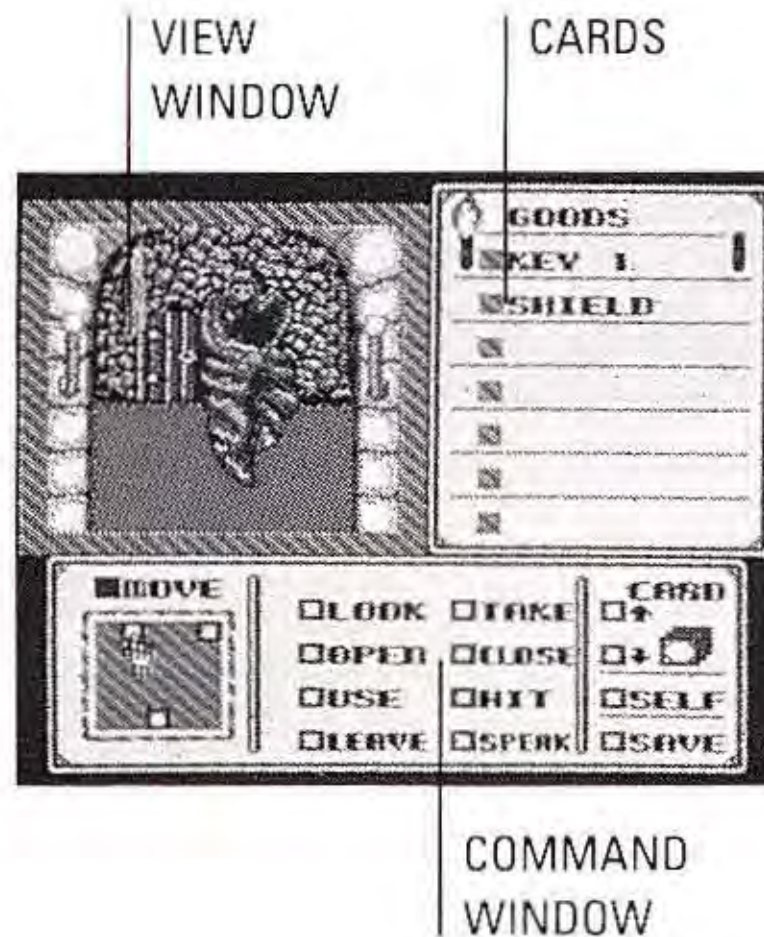 VIEW
WINDOW
CARDS
GOODS
KEY 1
SHIELD
MOVE
LOOK TAKE
OPEN CLOSE
USE HIT
LEAVE SPEAK
CARD
↑
↓
SELF
SAVE
COMMAND
WINDOW